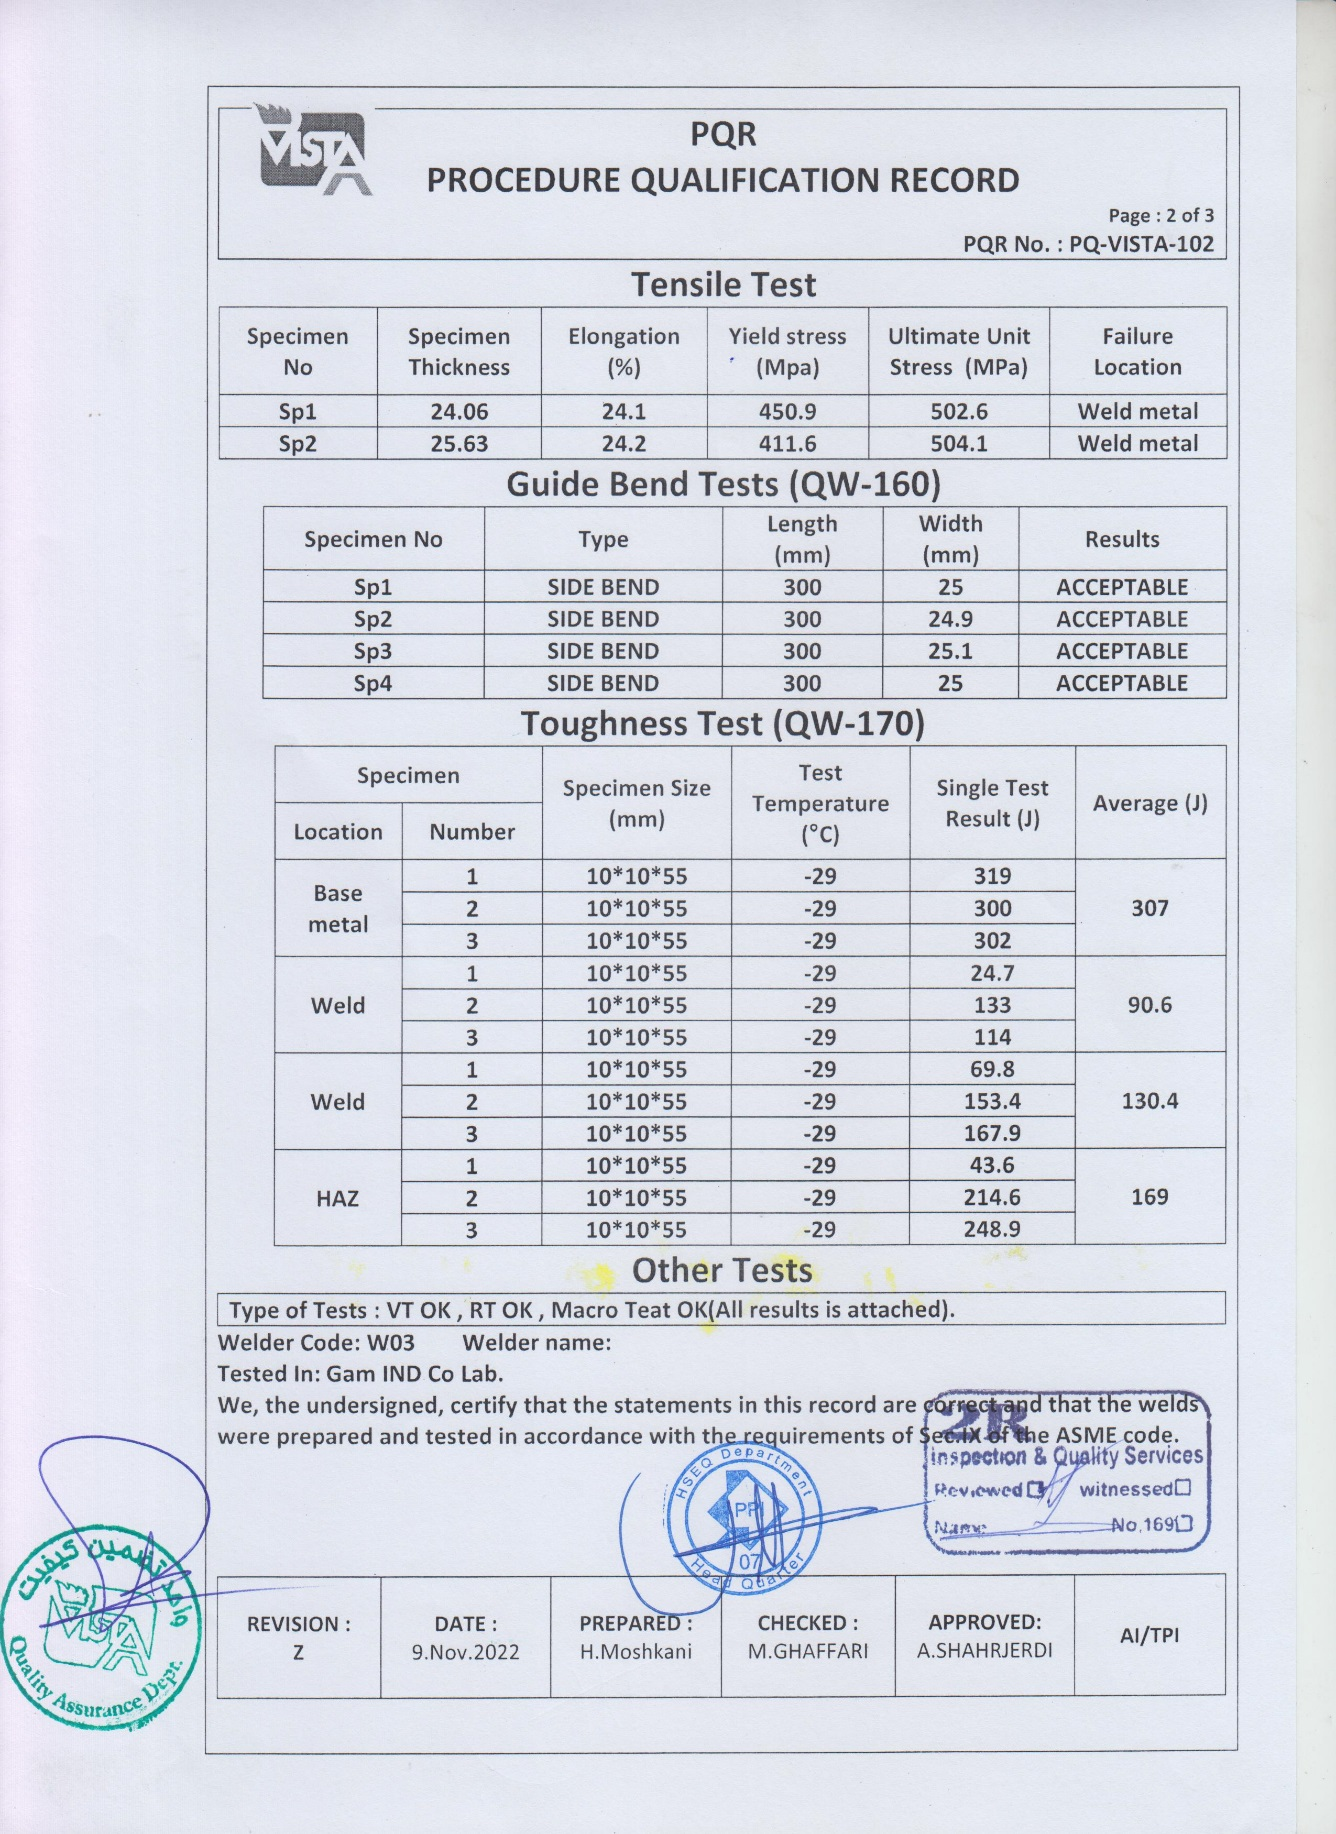 VISTA
PQR
PROCEDURE QUALIFICATION RECORD
Page : 2 of 3
PQR No. : PQ-VISTA-102
Tensile Test
Specimen No Specimen Thickness Elongation (%) Yield stress (Mpa) Ultimate Unit Stress (MPa) Failure Location
Sp1 24.06 24.1 450.9 502.6 Weld metal
Sp2 25.63 24.2 411.6 504.1 Weld metal
Guide Bend Tests (QW-160)
Specimen No Type Length (mm) Width (mm) Results
Sp1 SIDE BEND 300 25 ACCEPTABLE
Sp2 SIDE BEND 300 24.9 ACCEPTABLE
Sp3 SIDE BEND 300 25.1 ACCEPTABLE
Sp4 SIDE BEND 300 25 ACCEPTABLE
Toughness Test (QW-170)
Specimen Specimen Size (mm) Test Temperature (°C) Single Test Result (J) Average (J)
Location Number
Base metal 1 10*10*55 -29 319 307
2 10*10*55 -29 300
3 10*10*55 -29 302
Weld 1 10*10*55 -29 24.7 90.6
2 10*10*55 -29 133
3 10*10*55 -29 114
Weld 1 10*10*55 -29 69.8 130.4
2 10*10*55 -29 153.4
3 10*10*55 -29 167.9
HAZ 1 10*10*55 -29 43.6 169
2 10*10*55 -29 214.6
3 10*10*55 -29 248.9
Other Tests
Type of Tests : VT OK , RT OK , Macro Teat OK(All results is attached).
Welder Code: W03 Welder name:
Tested In: Gam IND Co Lab.
We, the undersigned, certify that the statements in this record are correct and that the welds
were prepared and tested in accordance with the requirements of Sec.IX of the ASME code.
2R
Inspection & Quality Services
Reviewed witnessed
Name No.169
HSEQ Department
PPI
07
Head Quarter
واحد تضمین کیفیت
VISTA
Quality Assurance Dept.
REVISION : DATE : PREPARED : CHECKED : APPROVED: AI/TPI
Z 9.Nov.2022 H.Moshkani M.GHAFFARI A.SHAHRJERDI